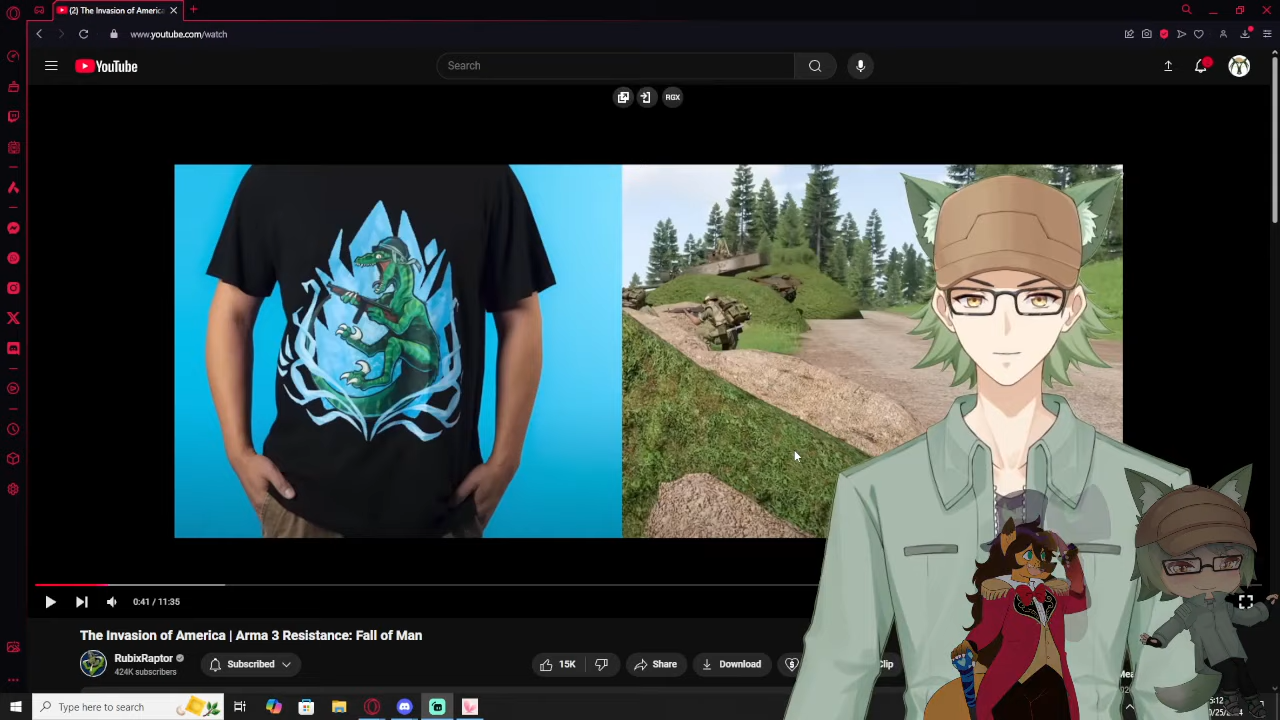 (2) The Invasion of America
www.youtube.com/watch
YouTube
Search
RGX
0:41 / 11:35
The Invasion of America | Arma 3 Resistance: Fall of Man
RubixRaptor
424K subscribers
Subscribed
15K
Share
Download
Clip
Type here to search